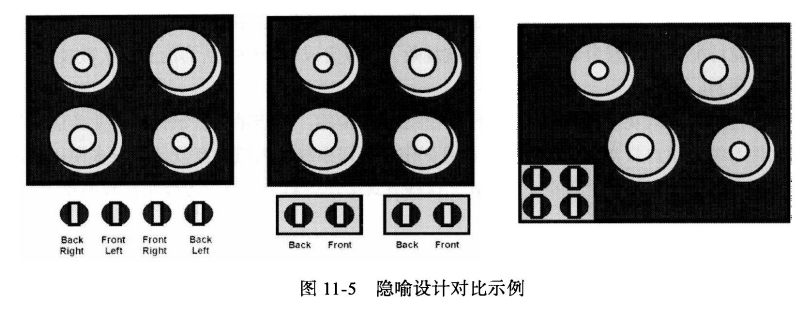 Back Front Front Back
Right Left Right Left
Back Front Back Front
图 11-5 隐喻设计对比示例